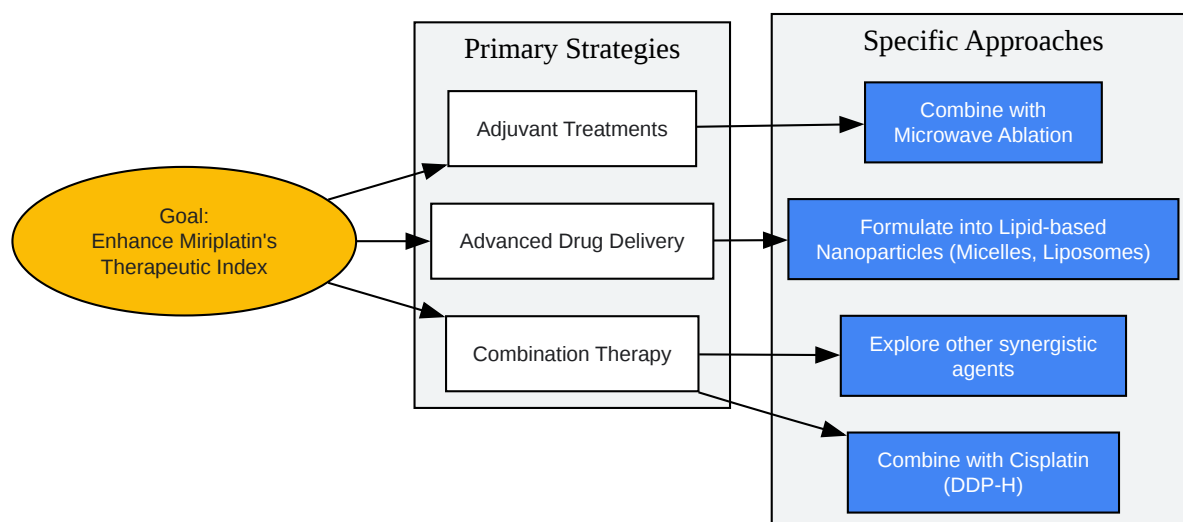 Primary Strategies
Specific Approaches
Goal:
Enhance Miriplatin's
Therapeutic Index
Adjuvant Treatments
Advanced Drug Delivery
Combination Therapy
Combine with
Microwave Ablation
Formulate into Lipid-based
Nanoparticles (Micelles, Liposomes)
Explore other synergistic
agents
Combine with Cisplatin
(DDP-H)